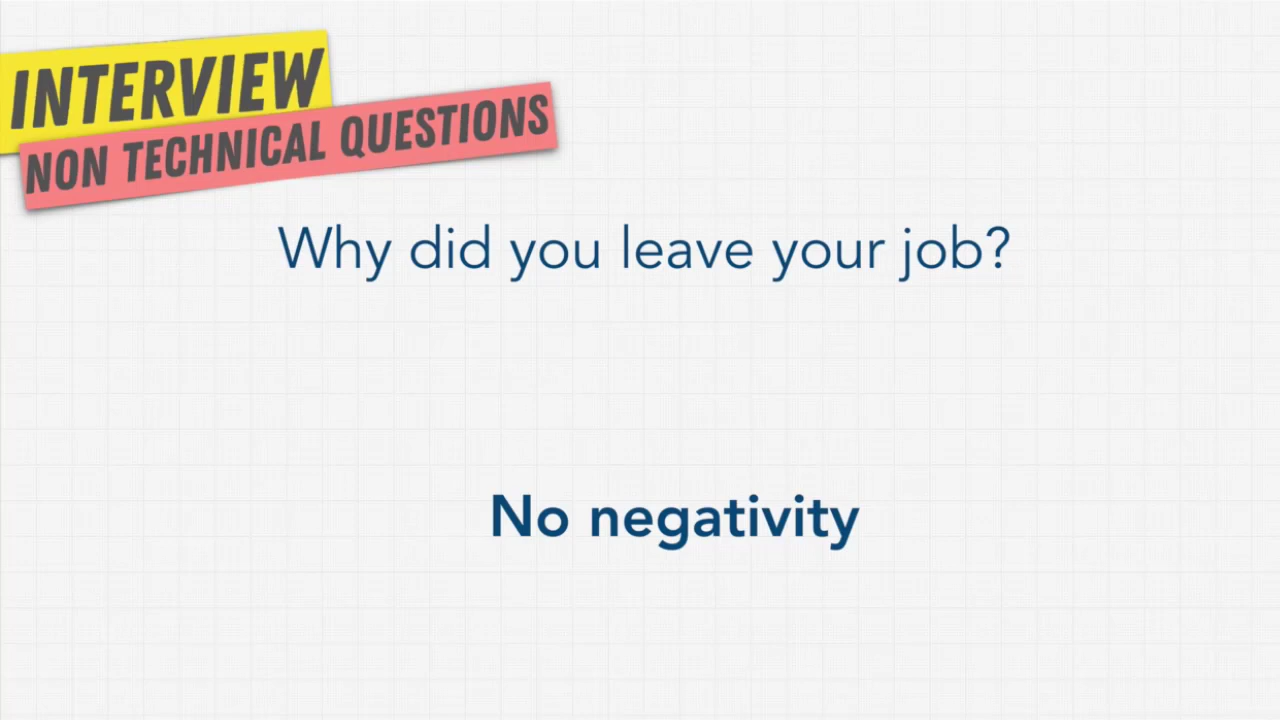 INTERVIEW
NON TECHNICAL QUESTIONS
Why did you leave your job?
No negativity